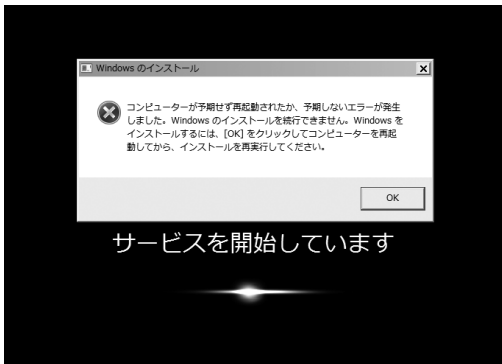 Windows のインストール
コンピューターが予期せず再起動されたか、予期しないエラーが発生
しました。Windows のインストールを続行できません。Windows を
インストールするには、[OK] をクリックしてコンピューターを再起
動してから、インストールを再実行してください。
OK
サービスを開始しています